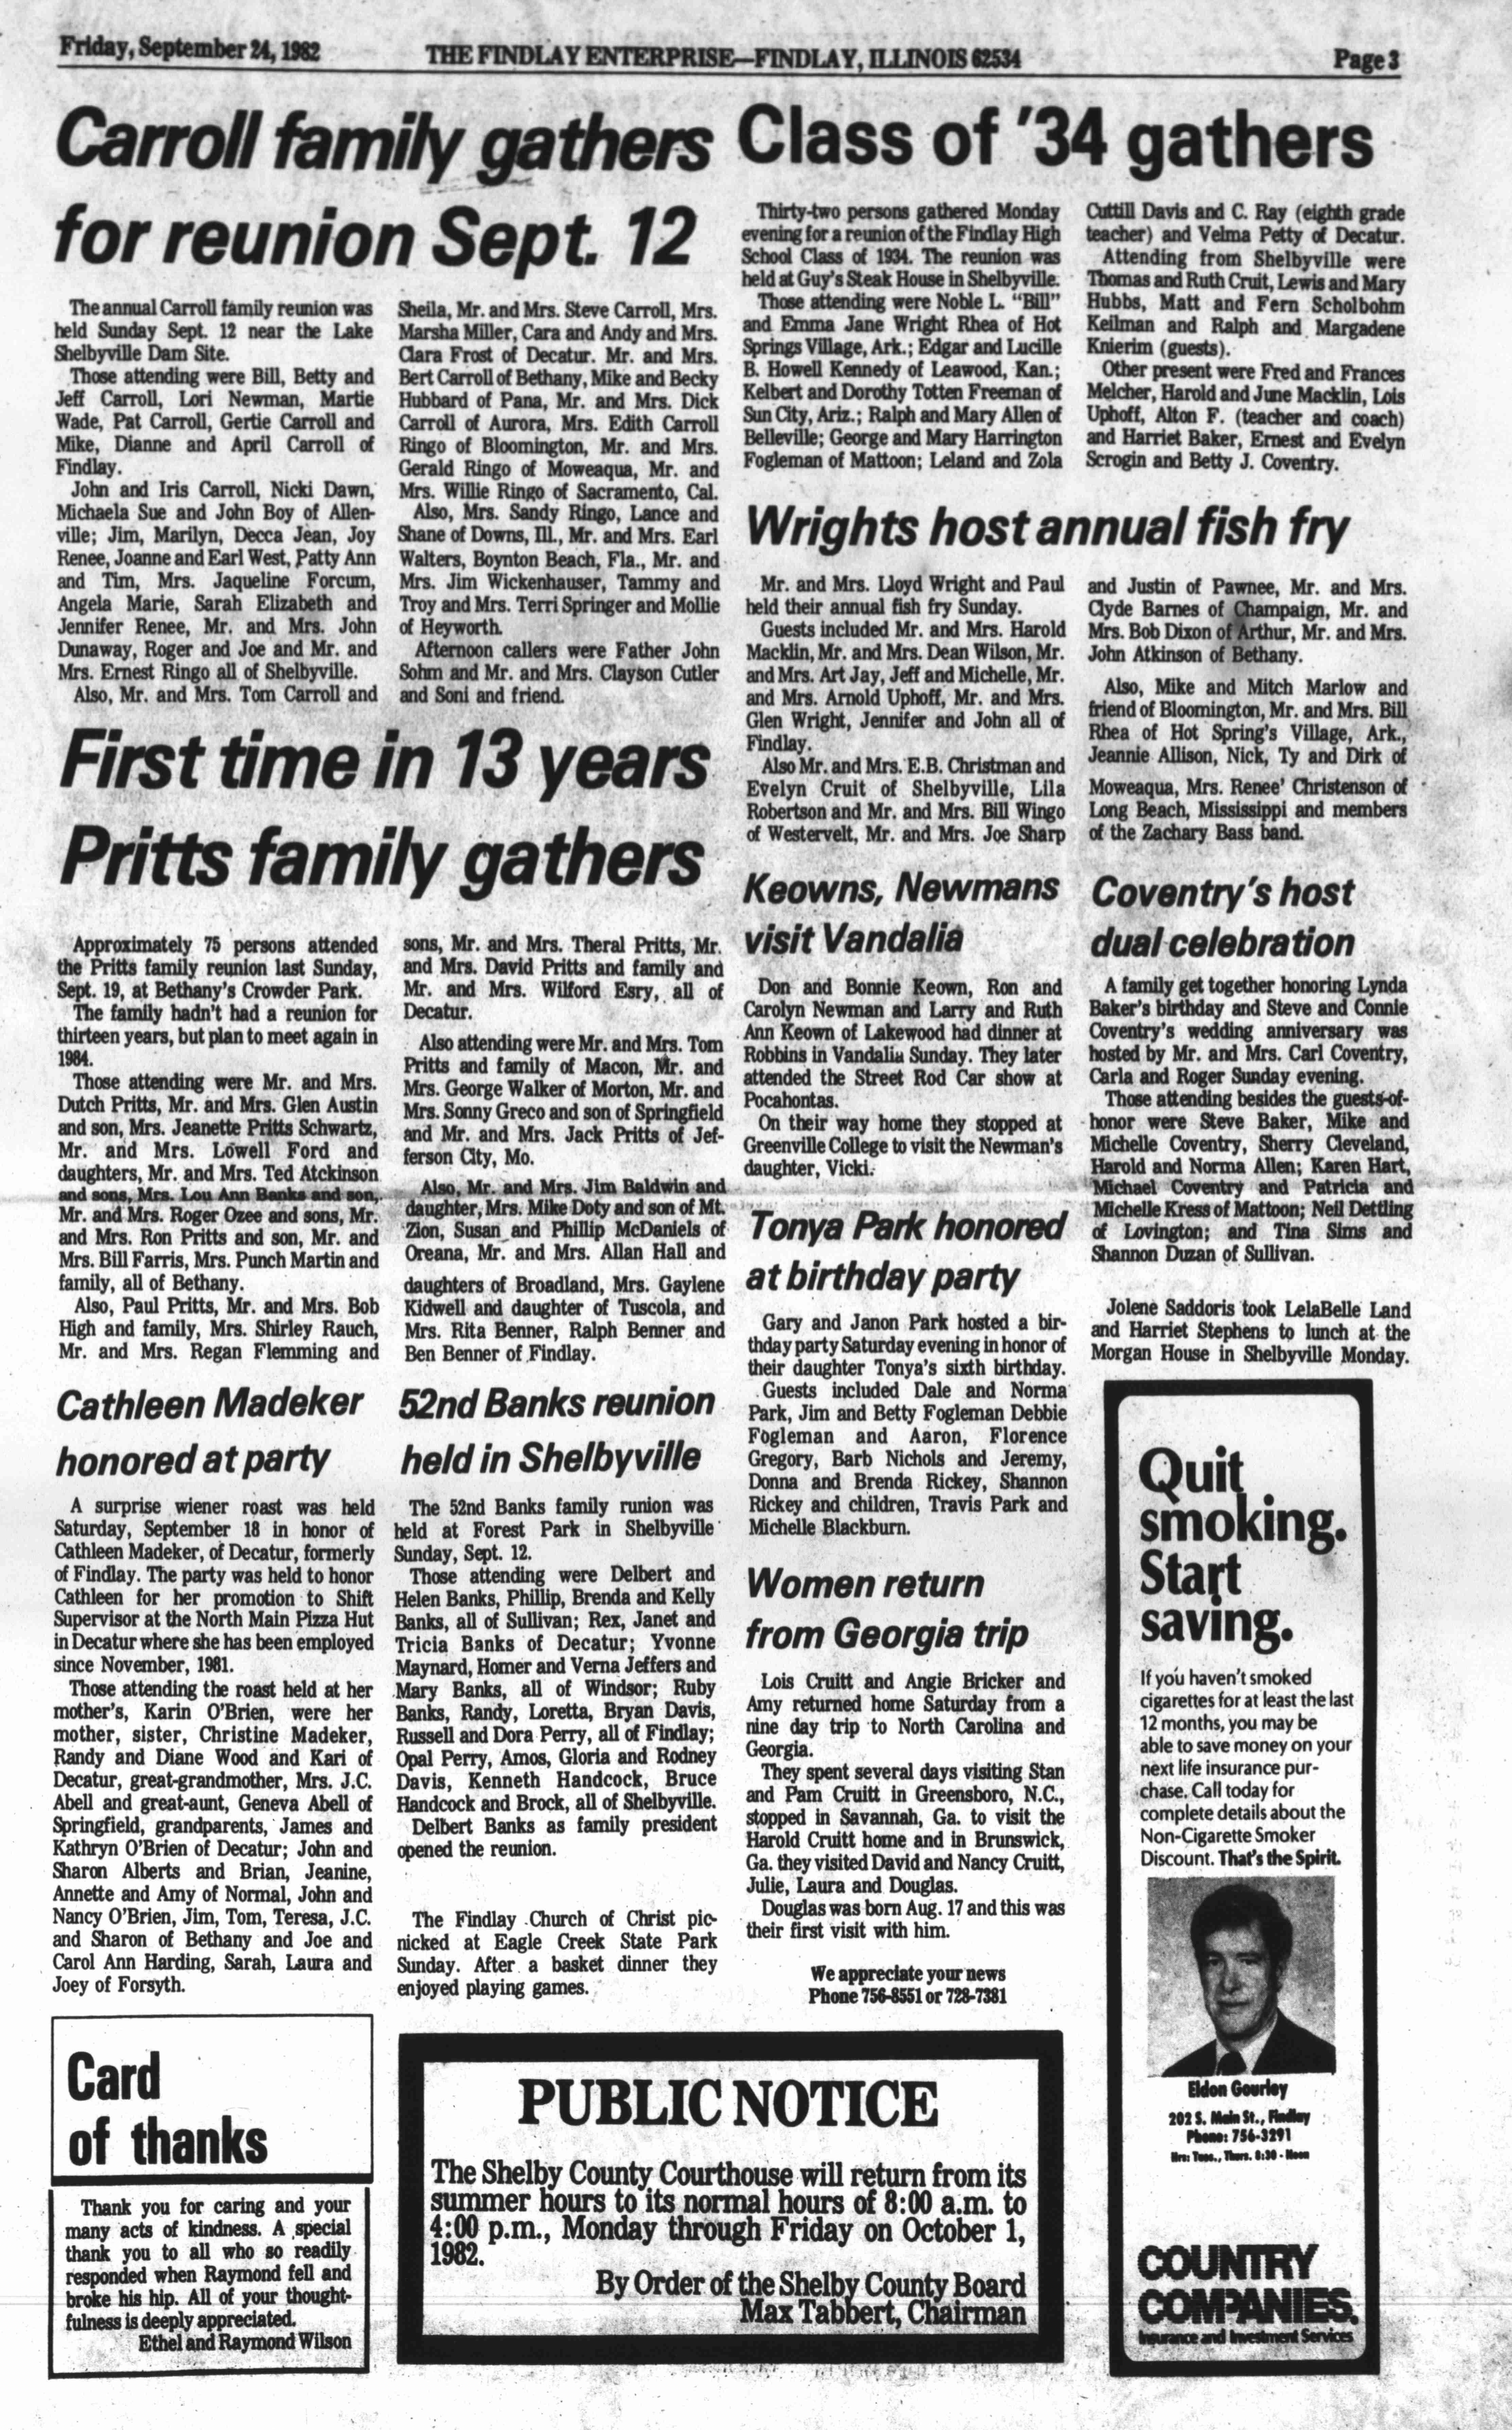 Friday, September 24, 1982
THE FINDLAY ENTERPRISE—FINDLAY, ILLINOIS 62534
Page 3
Carroll family gathers
for reunion Sept. 12
The annual Carroll family reunion was
held Sunday Sept. 12 near the Lake
Shelbyville Dam Site.
Those attending were Bill, Betty and
Jeff Carroll, Lori Newman, Martie
Wade, Pat Carroll, Gertie Carroll and
Mike, Dianne and April Carroll of
Findlay.
John and Iris Carroll, Nicki Dawn,
Michaela Sue and John Boy of Allen-
ville; Jim, Marilyn, Decca Jean, Joy
Renee, Joanne and Earl West, Patty Ann
and Tim, Mrs. Jaqueline Forcum,
Angela Marie, Sarah Elizabeth and
Jennifer Renee, Mr. and Mrs. John
Dunaway, Roger and Joe and Mr. and
Mrs. Ernest Ringo all of Shelbyville.
Also, Mr. and Mrs. Tom Carroll and
Sheila, Mr. and Mrs. Steve Carroll, Mrs.
Marsha Miller, Cara and Andy and Mrs.
Clara Frost of Decatur. Mr. and Mrs.
Bert Carroll of Bethany, Mike and Becky
Hubbard of Pana, Mr. and Mrs. Dick
Carroll of Aurora, Mrs. Edith Carroll
Ringo of Bloomington, Mr. and Mrs.
Gerald Ringo of Moweaqua, Mr. and
Mrs. Willie Ringo of Sacramento, Cal.
Also, Mrs. Sandy Ringo, Lance and
Shane of Downs, Ill., Mr. and Mrs. Earl
Walters, Boynton Beach, Fla., Mr. and
Mrs. Jim Wickenhauser, Tammy and
Troy and Mrs. Terri Springer and Mollie
of Heyworth.
Afternoon callers were Father John
Sohm and Mr. and Mrs. Clayson Cutler
and Soni and friend.
First time in 13 years
Pritts family gathers
Approximately 75 persons attended
the Pritts family reunion last Sunday,
Sept. 19, at Bethany's Crowder Park.
The family hadn't had a reunion for
thirteen years, but plan to meet again in
1984.
Those attending were Mr. and Mrs.
Dutch Pritts, Mr. and Mrs. Glen Austin
and son, Mrs. Jeanette Pritts Schwartz,
Mr. and Mrs. Lowell Ford and
daughters, Mr. and Mrs. Ted Atckinson
and sons, Mrs. Lou Ann Banks and son,
Mr. and Mrs. Roger Ozee and sons, Mr.
and Mrs. Ron Pritts and son, Mr. and
Mrs. Bill Farris, Mrs. Punch Martin and
family, all of Bethany.
Also, Paul Pritts, Mr. and Mrs. Bob
High and family, Mrs. Shirley Rauch,
Mr. and Mrs. Regan Flemming and
sons, Mr. and Mrs. Theral Pritts, Mr.
and Mrs. David Pritts and family and
Mr. and Mrs. Wilford Esry, all of
Decatur.
Also attending were Mr. and Mrs. Tom
Pritts and family of Macon, Mr. and
Mrs. George Walker of Morton, Mr. and
Mrs. Sonny Greco and son of Springfield
and Mr. and Mrs. Jack Pritts of Jef-
ferson City, Mo.
Also, Mr. and Mrs. Jim Baldwin and
daughter, Mrs. Mike Doty and son of Mt.
Zion, Susan and Phillip McDaniels of
Oreana, Mr. and Mrs. Allan Hall and
daughters of Broadland, Mrs. Gaylene
Kidwell and daughter of Tuscola, and
Mrs. Rita Benner, Ralph Benner and
Ben Benner of Findlay.
Cathleen Madeker
honored at party
A surprise wiener roast was held
Saturday, September 18 in honor of
Cathleen Madeker, of Decatur, formerly
of Findlay. The party was held to honor
Cathleen for her promotion to Shift
Supervisor at the North Main Pizza Hut
in Decatur where she has been employed
since November, 1981.
Those attending the roast held at her
mother's, Karin O'Brien, were her
mother, sister, Christine Madeker,
Randy and Diane Wood and Kari of
Decatur, great-grandmother, Mrs. J.C.
Abell and great-aunt, Geneva Abell of
Springfield, grandparents, James and
Kathryn O'Brien of Decatur; John and
Sharon Alberts and Brian, Jeanine,
Annette and Amy of Normal, John and
Nancy O'Brien, Jim, Tom, Teresa, J.C.
and Sharon of Bethany and Joe and
Carol Ann Harding, Sarah, Laura and
Joey of Forsyth.
52nd Banks reunion
held in Shelbyville
The 52nd Banks family runion was
held at Forest Park in Shelbyville
Sunday, Sept. 12.
Those attending were Delbert and
Helen Banks, Phillip, Brenda and Kelly
Banks, all of Sullivan; Rex, Janet and
Tricia Banks of Decatur; Yvonne
Maynard, Homer and Verna Jeffers and
Mary Banks, all of Windsor; Ruby
Banks, Randy, Loretta, Bryan Davis,
Russell and Dora Perry, all of Findlay;
Opal Perry, Amos, Gloria and Rodney
Davis, Kenneth Handcock, Bruce
Handcock and Brock, all of Shelbyville.
Delbert Banks as family president
opened the reunion.
The Findlay Church of Christ pic-
nicked at Eagle Creek State Park
Sunday. After a basket dinner they
enjoyed playing games.
Card
of thanks
Thank you for caring and your
many acts of kindness. A special
thank you to all who so readily
responded when Raymond fell and
broke his hip. All of your thought-
fulness is deeply appreciated.
Ethel and Raymond Wilson
PUBLIC NOTICE
The Shelby County Courthouse will return from its
summer hours to its normal hours of 8:00 a.m. to
4:00 p.m., Monday through Friday on October 1,
1982.
By Order of the Shelby County Board
Max Tabbert, Chairman
Class of '34 gathers
Thirty-two persons gathered Monday
evening for a reunion of the Findlay High
School Class of 1934. The reunion was
held at Guy's Steak House in Shelbyville.
Those attending were Noble L. "Bill"
and Emma Jane Wright Rhea of Hot
Springs Village, Ark.; Edgar and Lucille
B. Howell Kennedy of Leawood, Kan.;
Kelbert and Dorothy Totten Freeman of
Sun City, Ariz.; Ralph and Mary Allen of
Belleville; George and Mary Harrington
Fogleman of Mattoon; Leland and Zola
Cuttill Davis and C. Ray (eighth grade
teacher) and Velma Petty of Decatur.
Attending from Shelbyville were
Thomas and Ruth Cruit, Lewis and Mary
Hubbs, Matt and Fern Scholbohm
Keilman and Ralph and Margadene
Knierim (guests).
Other present were Fred and Frances
Melcher, Harold and June Macklin, Lois
Uphoff, Alton F. (teacher and coach)
and Harriet Baker, Ernest and Evelyn
Scrogin and Betty J. Coventry.
Wrights host annual fish fry
Mr. and Mrs. Lloyd Wright and Paul
held their annual fish fry Sunday.
Guests included Mr. and Mrs. Harold
Macklin, Mr. and Mrs. Dean Wilson, Mr.
and Mrs. Art Jay, Jeff and Michelle, Mr.
and Mrs. Arnold Uphoff, Mr. and Mrs.
Glen Wright, Jennifer and John all of
Findlay.
Also Mr. and Mrs. E.B. Christman and
Evelyn Cruit of Shelbyville, Lila
Robertson and Mr. and Mrs. Bill Wingo
of Westervelt, Mr. and Mrs. Joe Sharp
and Justin of Pawnee, Mr. and Mrs.
Clyde Barnes of Champaign, Mr. and
Mrs. Bob Dixon of Arthur, Mr. and Mrs.
John Atkinson of Bethany.
Also, Mike and Mitch Marlow and
friend of Bloomington, Mr. and Mrs. Bill
Rhea of Hot Spring's Village, Ark.,
Jeannie Allison, Nick, Ty and Dirk of
Moweaqua, Mrs. Renee' Christenson of
Long Beach, Mississippi and members
of the Zachary Bass band.
Keowns, Newmans
visit Vandalia
Don and Bonnie Keown, Ron and
Carolyn Newman and Larry and Ruth
Ann Keown of Lakewood had dinner at
Robbins in Vandalia Sunday. They later
attended the Street Rod Car show at
Pocahontas.
On their way home they stopped at
Greenville College to visit the Newman's
daughter, Vicki.
Tonya Park honored
at birthday party
Gary and Janon Park hosted a bir-
thday party Saturday evening in honor of
their daughter Tonya's sixth birthday.
Guests included Dale and Norma
Park, Jim and Betty Fogleman Debbie
Fogleman and Aaron, Florence
Gregory, Barb Nichols and Jeremy,
Donna and Brenda Rickey, Shannon
Rickey and children, Travis Park and
Michelle Blackburn.
Women return
from Georgia trip
Lois Cruitt and Angie Bricker and
Amy returned home Saturday from a
nine day trip to North Carolina and
Georgia.
They spent several days visiting Stan
and Pam Cruitt in Greensboro, N.C.,
stopped in Savannah, Ga. to visit the
Harold Cruitt home and in Brunswick,
Ga. they visited David and Nancy Cruitt,
Julie, Laura and Douglas.
Douglas was born Aug. 17 and this was
their first visit with him.
We appreciate your news
Phone 756-8551 or 728-7381
Coventry's host
dual celebration
A family get together honoring Lynda
Baker's birthday and Steve and Connie
Coventry's wedding anniversary was
hosted by Mr. and Mrs. Carl Coventry,
Carla and Roger Sunday evening.
Those attending besides the guests-of-
honor were Steve Baker, Mike and
Michelle Coventry, Sherry Cleveland,
Harold and Norma Allen; Karen Hart,
Michael Coventry and Patricia and
Michelle Kress of Mattoon; Neil Dettling
of Lovington; and Tina Sims and
Shannon Duzan of Sullivan.
Jolene Saddoris took LelaBelle Land
and Harriet Stephens to lunch at the
Morgan House in Shelbyville Monday.
Quit
smoking.
Start
saving.
If you haven't smoked
cigarettes for at least the last
12 months, you may be
able to save money on your
next life insurance pur-
chase. Call today for
complete details about the
Non-Cigarette Smoker
Discount. That's the Spirit.
Eldon Gourley
202 S. Main St., Findlay
Phone: 756-3291
Hrs: Tues., Thurs. 8:30 - Noon
COUNTRY
COMPANIES.
Insurance and Investment Services